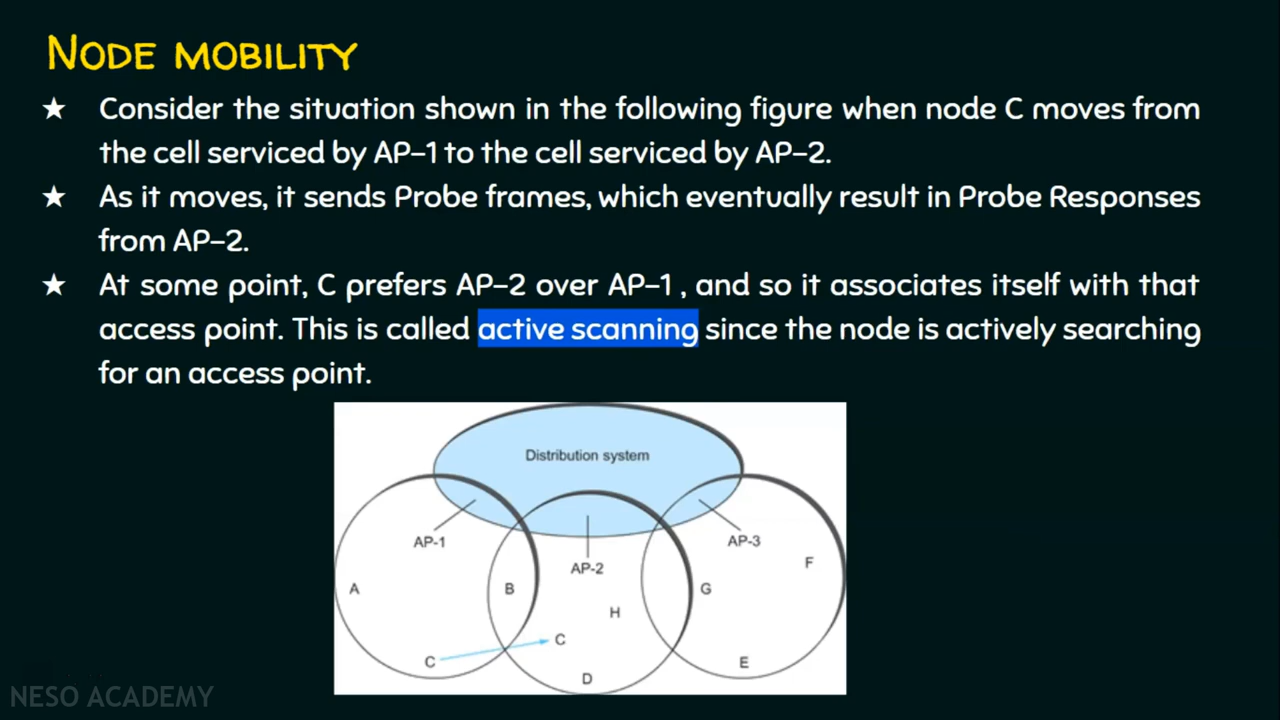 NODE MOBILITY
★ Consider the situation shown in the following figure when node C moves from
the cell serviced by AP-1 to the cell serviced by AP-2.
★ As it moves, it sends Probe frames, which eventually result in Probe Responses
from AP-2.
★ At some point, C prefers AP-2 over AP-1 , and so it associates itself with that
access point. This is called active scanning since the node is actively searching
for an access point.
Distribution system
AP-1
AP-2
AP-3
A
B
C
C
H
D
G
F
E
NESO ACADEMY